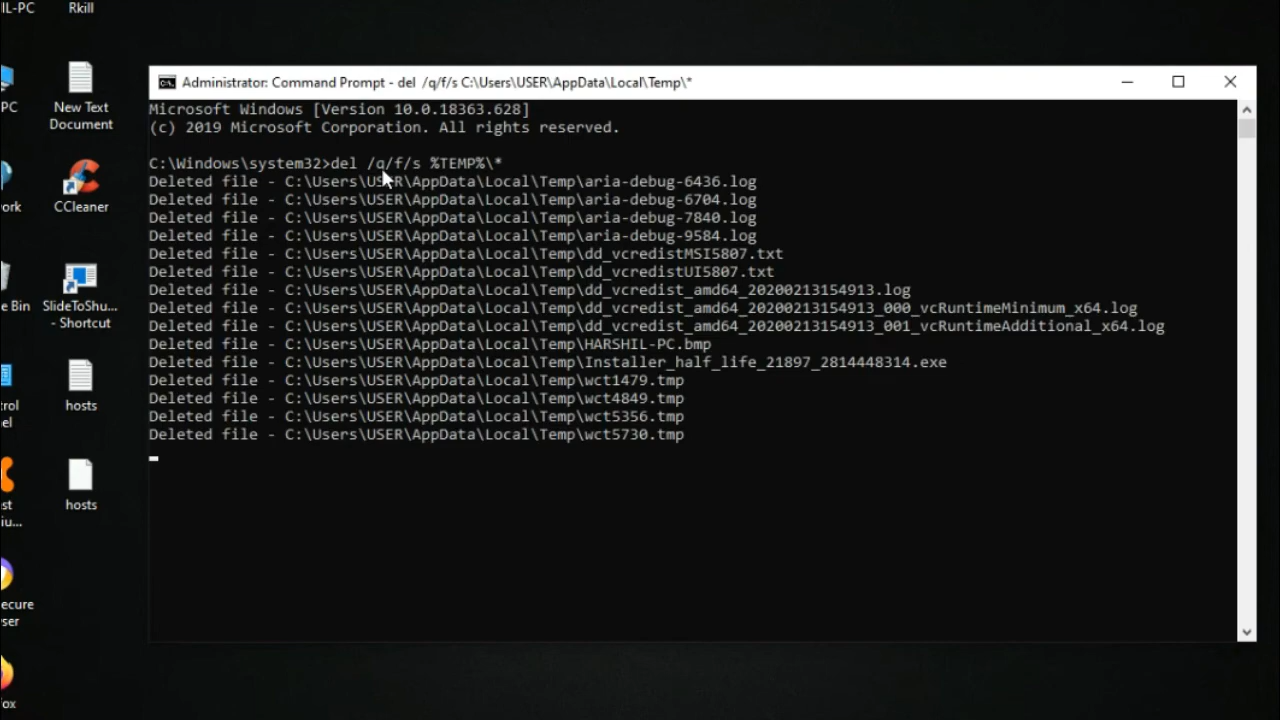 IL-PC
Rkill
PC
New Text
Document
ork
CCleaner
e Bin
SlideToShu...
- Shortcut
trol
el
hosts
st
iu...
hosts
ecure
ser
ox
Administrator: Command Prompt - del  /q/f/s C:\Users\USER\AppData\Local\Temp\*
Microsoft Windows [Version 10.0.18363.628]
(c) 2019 Microsoft Corporation. All rights reserved.
C:\Windows\system32>del /q/f/s %TEMP%\*
Deleted file - C:\Users\USER\AppData\Local\Temp\aria-debug-6436.log
Deleted file - C:\Users\USER\AppData\Local\Temp\aria-debug-6704.log
Deleted file - C:\Users\USER\AppData\Local\Temp\aria-debug-7840.log
Deleted file - C:\Users\USER\AppData\Local\Temp\aria-debug-9584.log
Deleted file - C:\Users\USER\AppData\Local\Temp\dd_vcredistMSI5807.txt
Deleted file - C:\Users\USER\AppData\Local\Temp\dd_vcredistUI5807.txt
Deleted file - C:\Users\USER\AppData\Local\Temp\dd_vcredist_amd64_20200213154913.log
Deleted file - C:\Users\USER\AppData\Local\Temp\dd_vcredist_amd64_20200213154913_000_vcRuntimeMinimum_x64.log
Deleted file - C:\Users\USER\AppData\Local\Temp\dd_vcredist_amd64_20200213154913_001_vcRuntimeAdditional_x64.log
Deleted file - C:\Users\USER\AppData\Local\Temp\HARSHIL-PC.bmp
Deleted file - C:\Users\USER\AppData\Local\Temp\Installer_half_life_21897_2814448314.exe
Deleted file - C:\Users\USER\AppData\Local\Temp\wct1479.tmp
Deleted file - C:\Users\USER\AppData\Local\Temp\wct4849.tmp
Deleted file - C:\Users\USER\AppData\Local\Temp\wct5356.tmp
Deleted file - C:\Users\USER\AppData\Local\Temp\wct5730.tmp